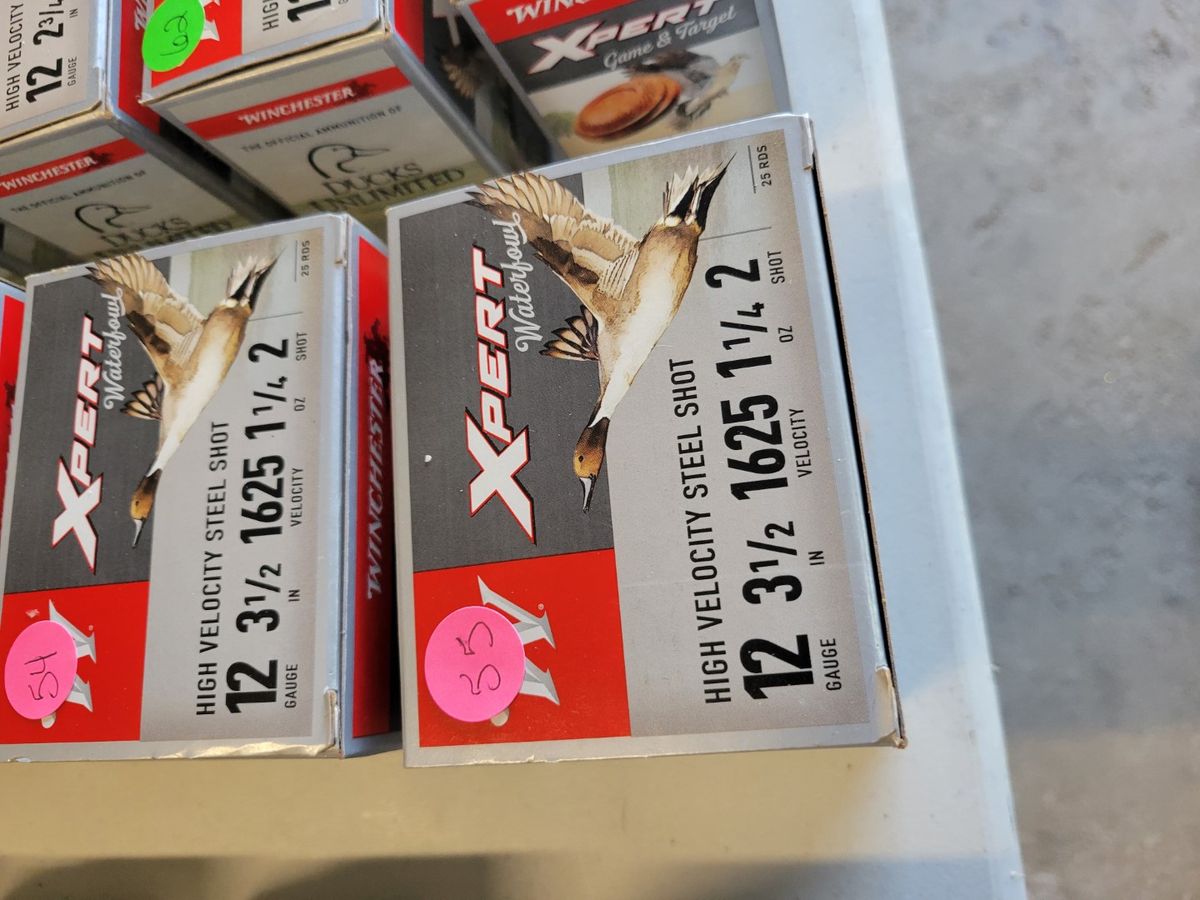 HIGH VELOCITY
12 2¾
GAUGE IN
WINCHESTER
THE OFFICIAL AMMUNITION OF
DUCKS
62
HIGH
WINCHESTER
THE OFFICIAL AMMUNITION OF
DUCKS
UNLIMITED
XPERT
Game & Target
XPERT
Waterfowl
25 RDS
HIGH VELOCITY STEEL SHOT
12 3½ 1625 1¼ 2
GAUGE IN VELOCITY OZ SHOT
54
W
WINCHESTER
XPERT
Waterfowl
25 RDS
HIGH VELOCITY STEEL SHOT
12 3½ 1625 1¼ 2
GAUGE IN VELOCITY OZ SHOT
55
W